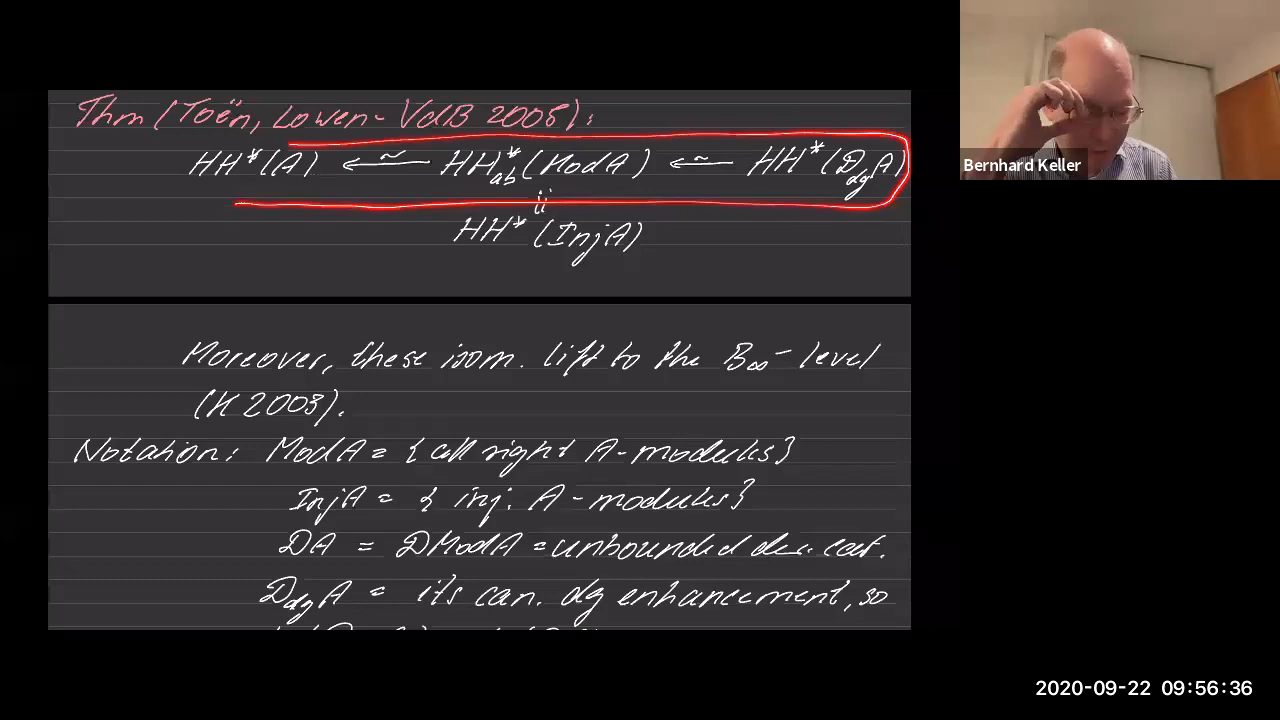 Thm (Toën, Lowen-VdB 2005):
HH*(A) ⥲ HH*ab(ModA) ⥲ HH*(DdgA)
HH*(InjA)
Moreover, these isom. lift to the B∞-level
(K 2003).
Notation: ModA = {all right A-modules}
InjA = {inj. A-modules}
DA = DModA = unbounded der. cat.
DdgA = its can. dg enhancement, so
Bernhard Keller
2020-09-22 09:56:36